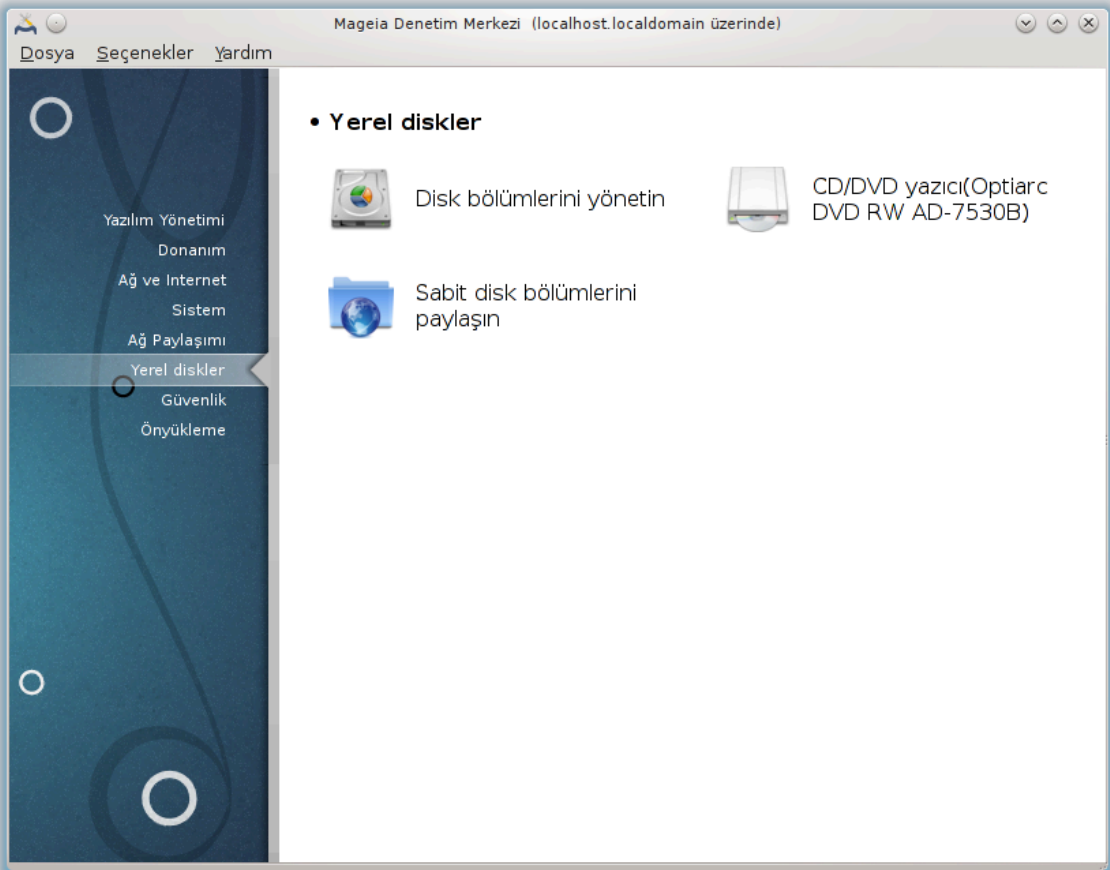 Mageia Denetim Merkezi (localhost.localdomain üzerinde)
Dosya Seçenekler Yardım
Yazılım Yönetimi
Donanım
Ağ ve Internet
Sistem
Ağ Paylaşımı
Yerel diskler
Güvenlik
Önyükleme
• Yerel diskler
Disk bölümlerini yönetin
CD/DVD yazıcı(Optiarc
DVD RW AD-7530B)
Sabit disk bölümlerini
paylaşın